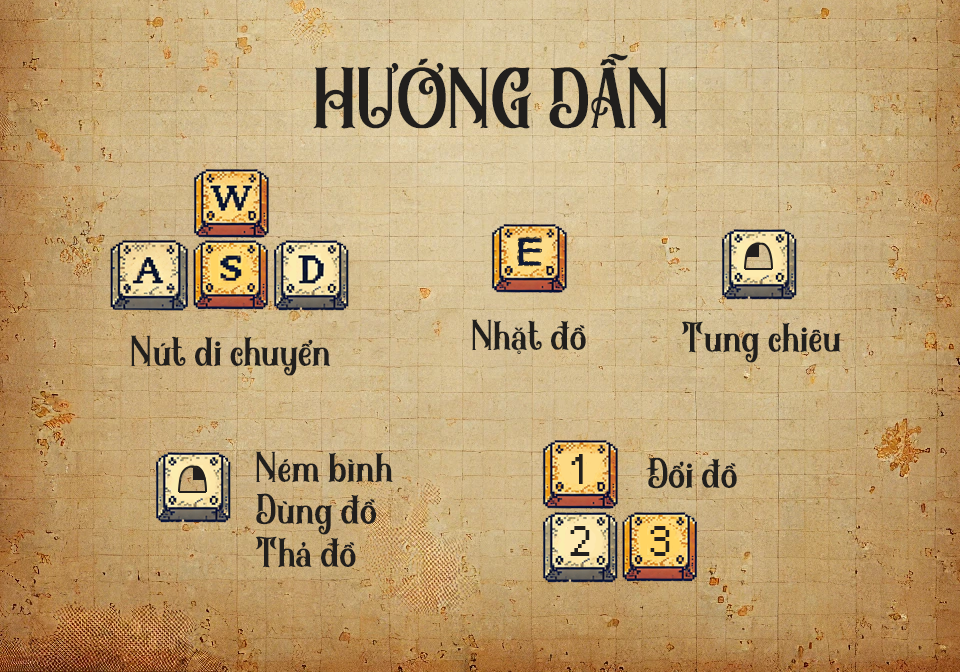 HƯỚNG DẪN
W
A S D
Nút di chuyển
E
Nhặt đồ
Tung chiêu
Ném bình
Dùng đồ
Thả đồ
1
2 3
Đổi đồ